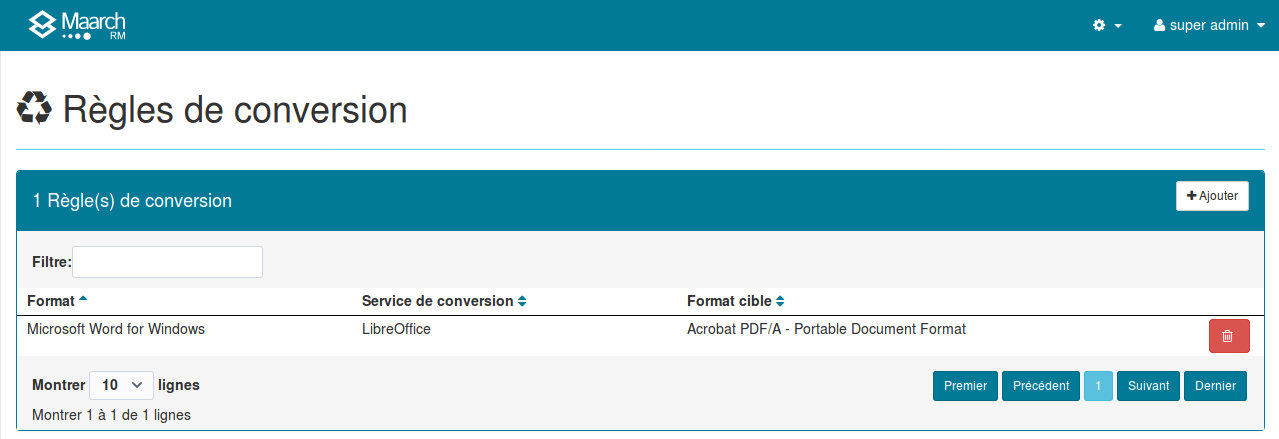 Maarch
RM
super admin
Règles de conversion
1 Règle(s) de conversion
Ajouter
Filtre:
Format Service de conversion Format cible
Microsoft Word for Windows LibreOffice Acrobat PDF/A - Portable Document Format
Montrer 10 lignes
Premier Précédent 1 Suivant Dernier
Montrer 1 à 1 de 1 lignes